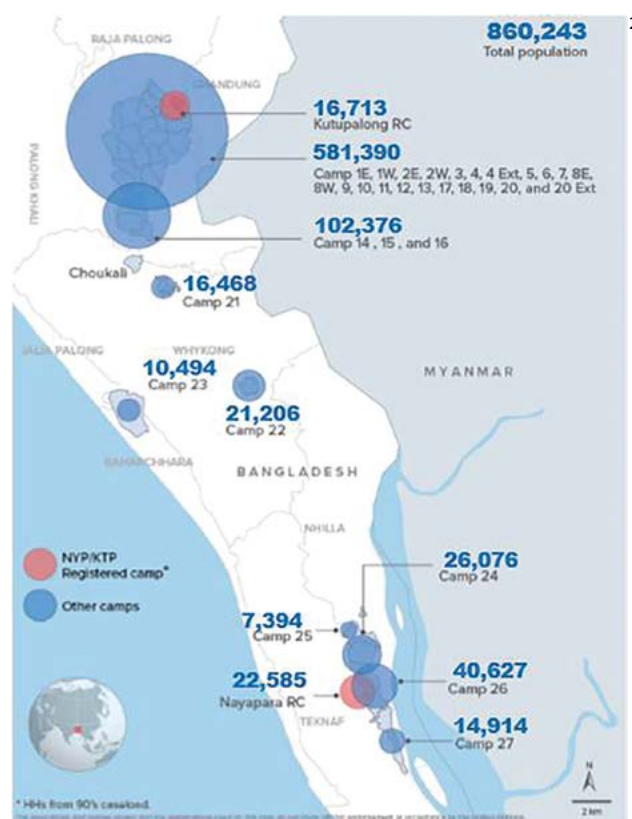 860,243
Total population
2
RAJA PALONG
16,713
Kutupalong RC
581,390
Camp 1E, 1W, 2E, 2W, 3, 4, 4 Ext, 5, 6, 7, 8E,
8W, 9, 10, 11, 12, 13, 17, 18, 19, 20, and 20 Ext
PALONG KHALI
102,376
Camp 14 , 15 , and 16
Choukali
16,468
Camp 21
JALIA PALONG
WHYKONG
10,494
Camp 23
MYANMAR
21,206
Camp 22
BAHARCHHARA
BANGLADESH
NHILLA
NYP/KTP
Registered camp*
Other camps
26,076
Camp 24
7,394
Camp 25
22,585
Nayapara RC
40,627
Camp 26
TEKNAF
14,914
Camp 27
N
2 km
* HHs from 90's caseload.